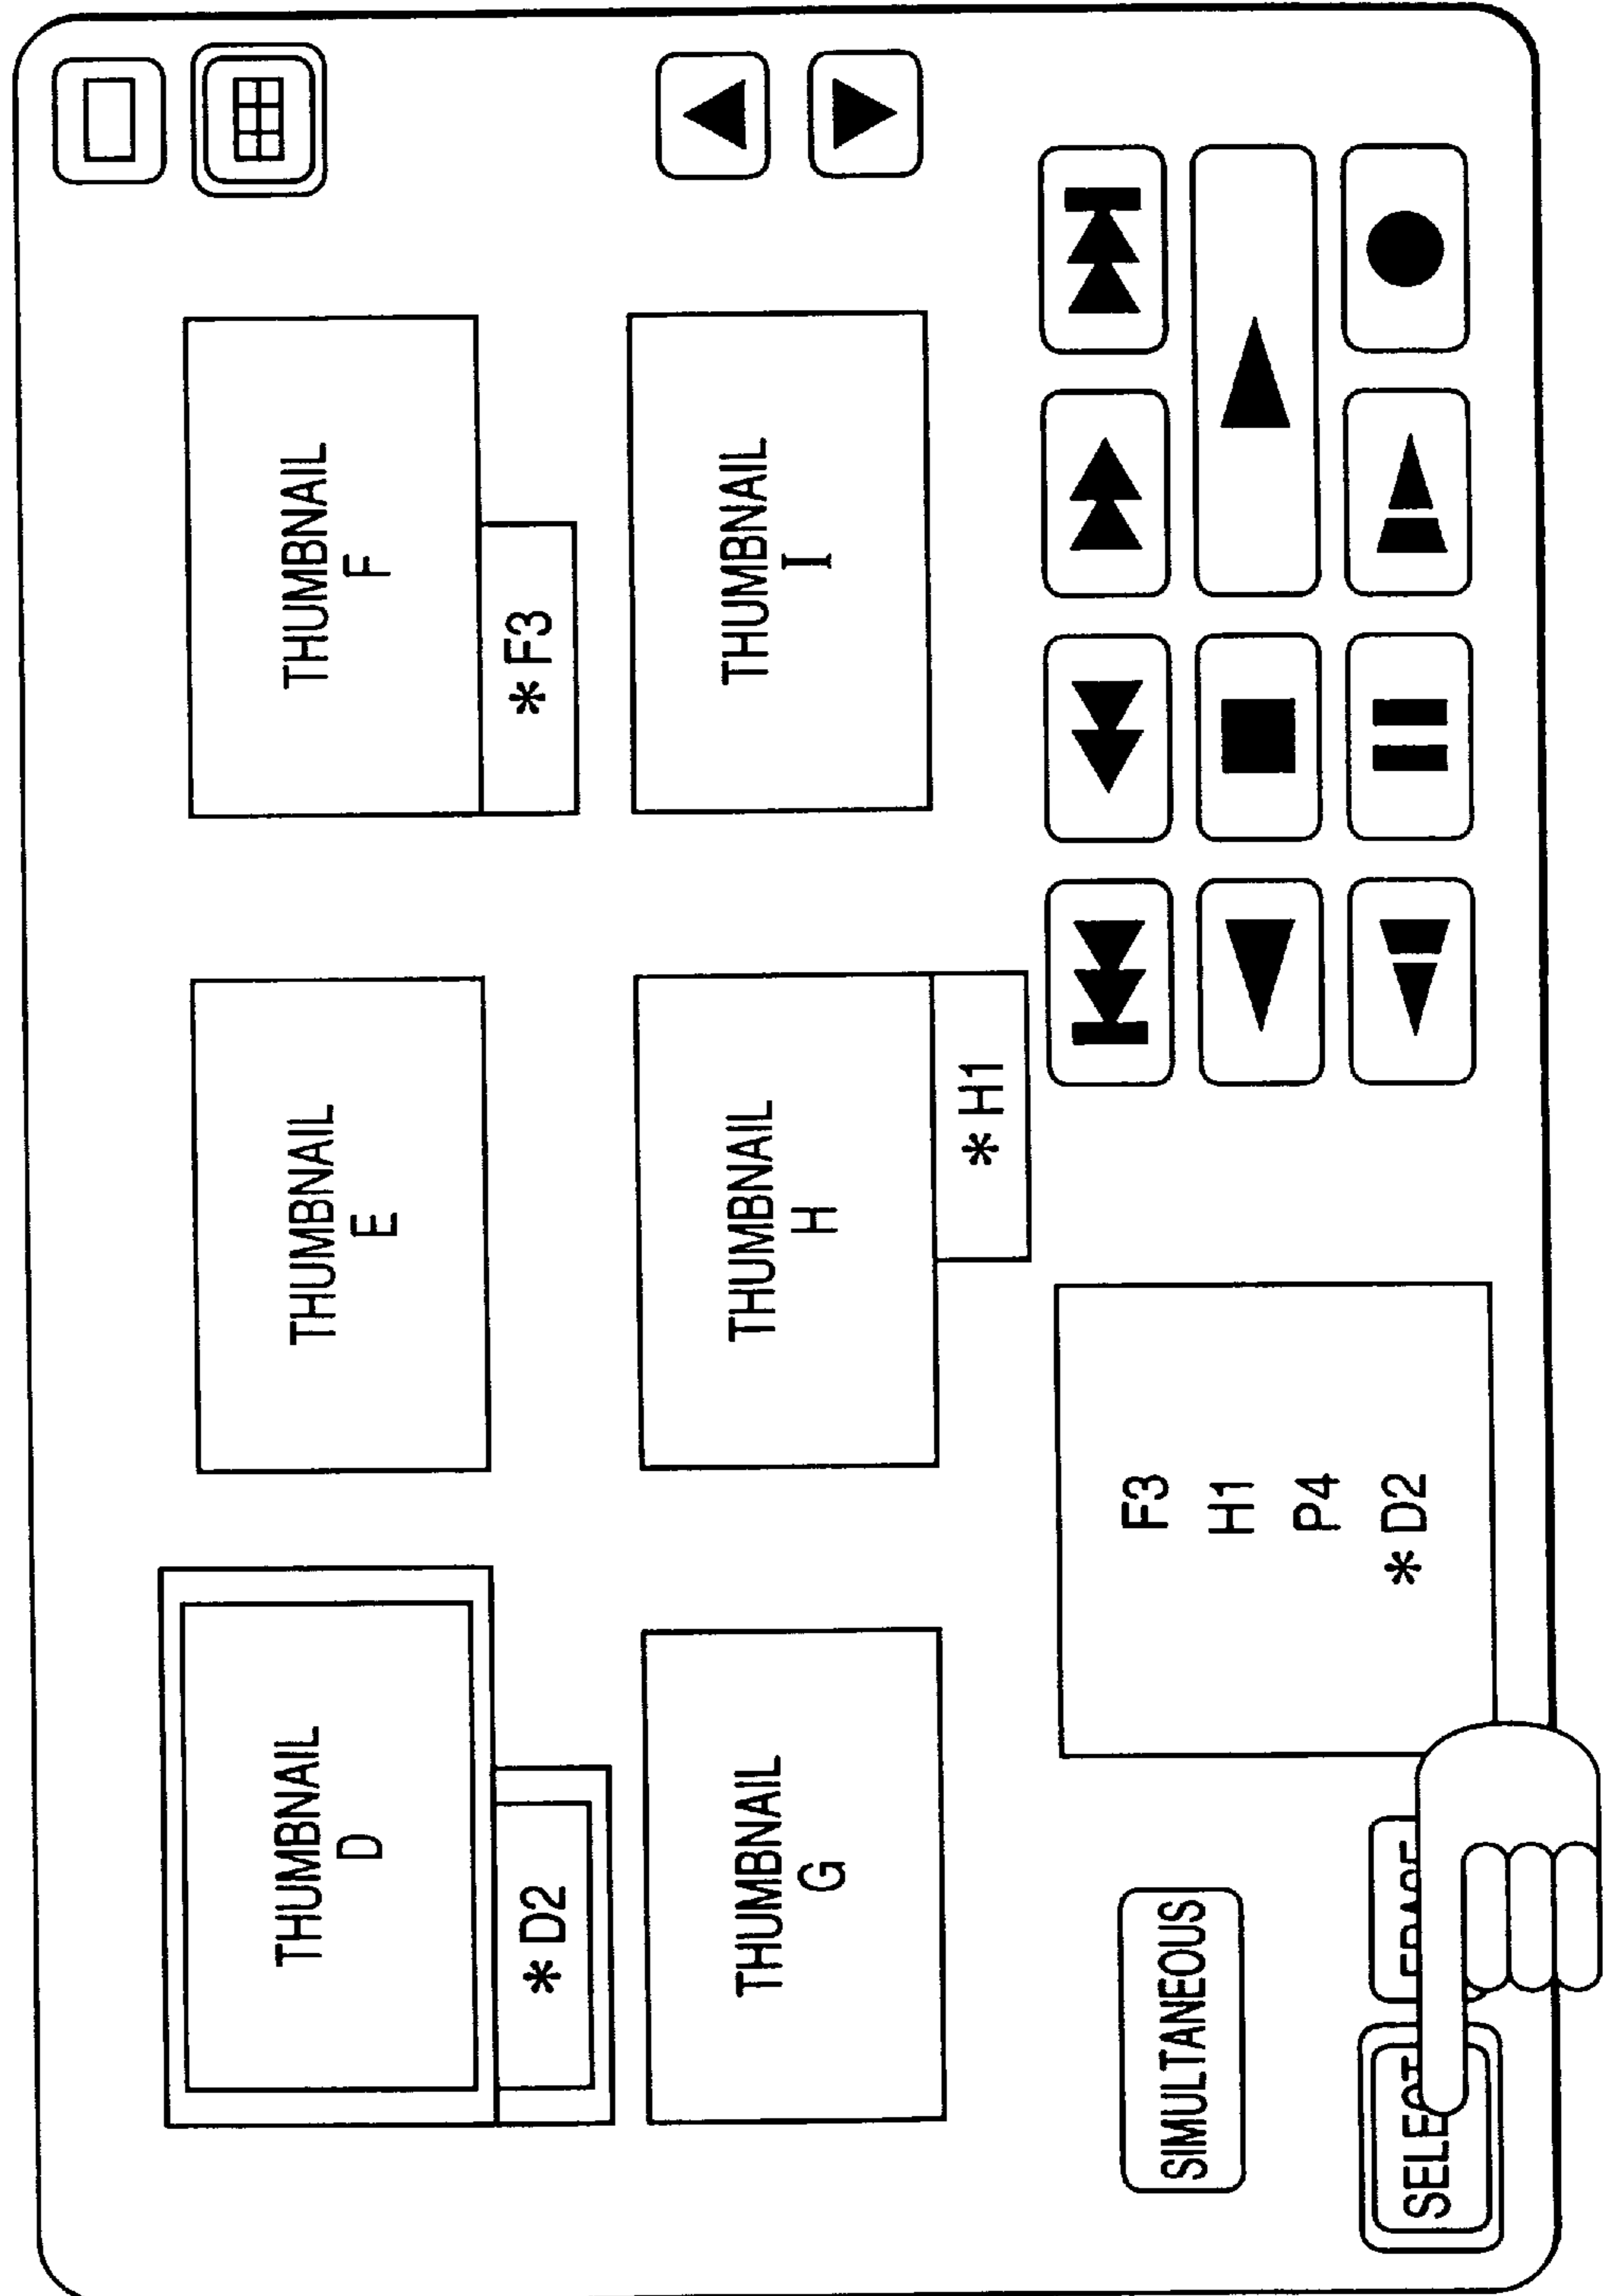 THUMBNAIL
D
* D2
THUMBNAIL
E
THUMBNAIL
F
* F3
THUMBNAIL
G
THUMBNAIL
H
* H1
THUMBNAIL
I
SIMULTANEOUS
F3
H1
P4
* D2